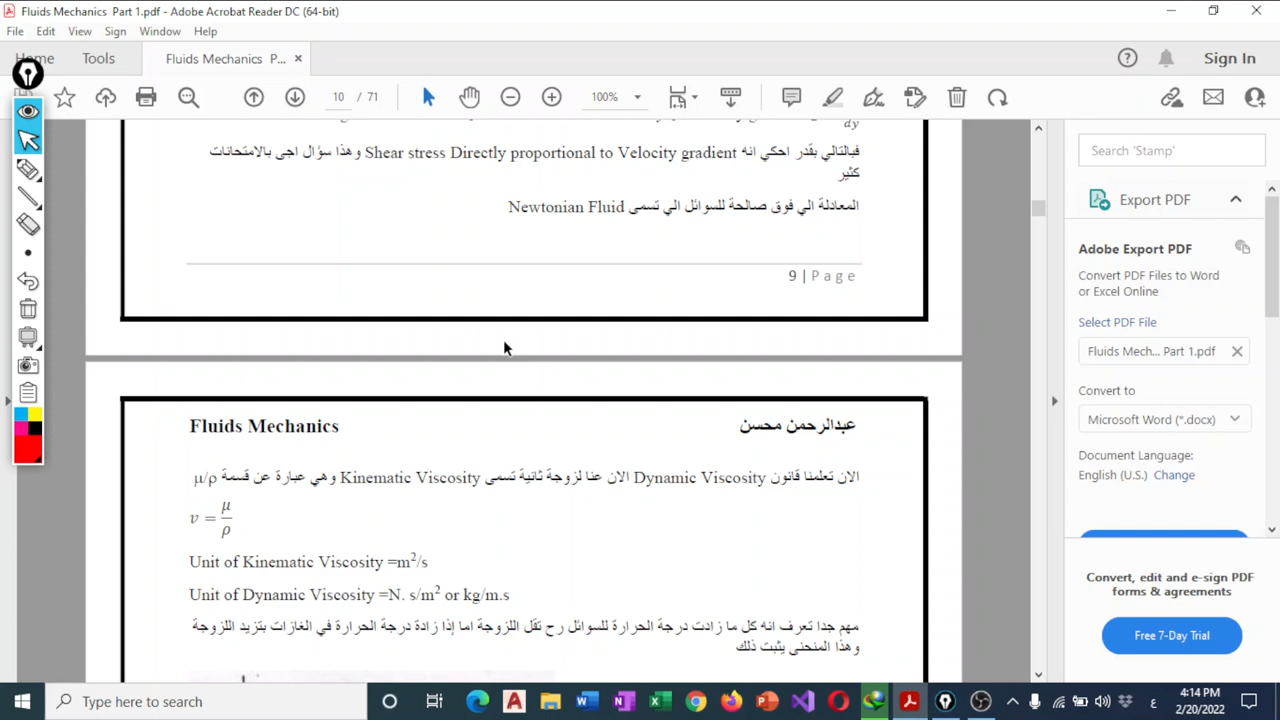 Fluids Mechanics Part 1.pdf - Adobe Acrobat Reader DC (64-bit)
File Edit View Sign Window Help
Home Tools Fluids Mechanics P... ×
Sign In
10 / 71 100%
dy
فبالتالي بقدر احكي انه Shear stress Directly proportional to Velocity gradient وهذا سؤال اجى بالامتحانات
كثير
المعادلة الي فوق صالحة للسوائل الي تسمى Newtonian Fluid
9 | Page
Fluids Mechanics عبدالرحمن محسن
الان تعلمنا قانون Dynamic Viscosity الان عنا لزوجة ثانية تسمى Kinematic Viscosity وهي عبارة عن قسمة μ/ρ
v = μ/ρ
Unit of Kinematic Viscosity =m²/s
Unit of Dynamic Viscosity =N. s/m² or kg/m.s
مهم جدا تعرف انه كل ما زادت درجة الحرارة للسوائل رح تقل اللزوجة اما إذا زادة درجة الحرارة في الغازات بتزيد اللزوجة
وهذا المنحنى يثبت ذلك
Search 'Stamp'
Export PDF
Adobe Export PDF
Convert PDF Files to Word
or Excel Online
Select PDF File
Fluids Mech... Part 1.pdf ×
Convert to
Microsoft Word (*.docx)
Document Language:
English (U.S.) Change
Convert, edit and e-sign PDF
forms & agreements
Free 7-Day Trial
Type here to search
ع
4:14 PM
2/20/2022